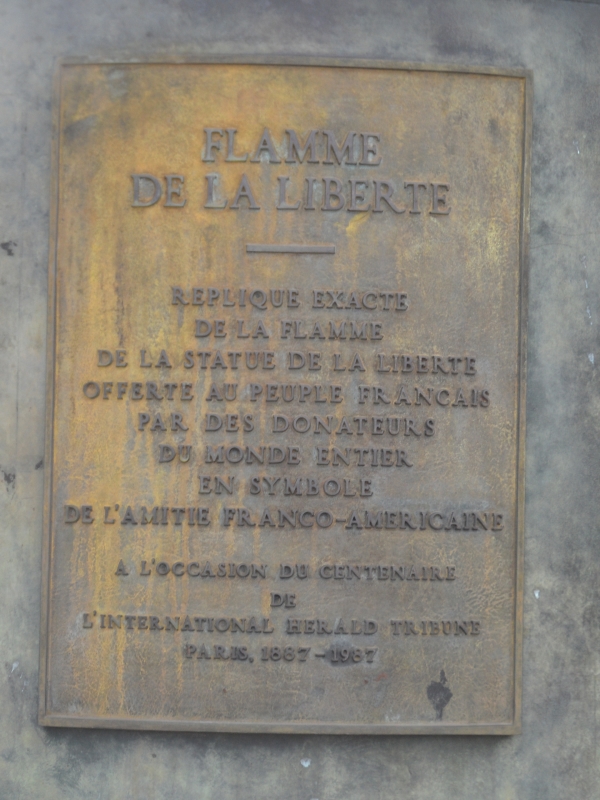 FLAMME
DE LA LIBERTE
REPLIQUE EXACTE
DE LA FLAMME
DE LA STATUE DE LA LIBERTE
OFFERTE AU PEUPLE FRANCAIS
PAR DES DONATEURS
DU MONDE ENTIER
EN SYMBOLE
DE L'AMITIE FRANCO-AMERICAINE
A L'OCCASION DU CENTENAIRE
DE
L'INTERNATIONAL HERALD TRIBUNE
PARIS, 1887-1987